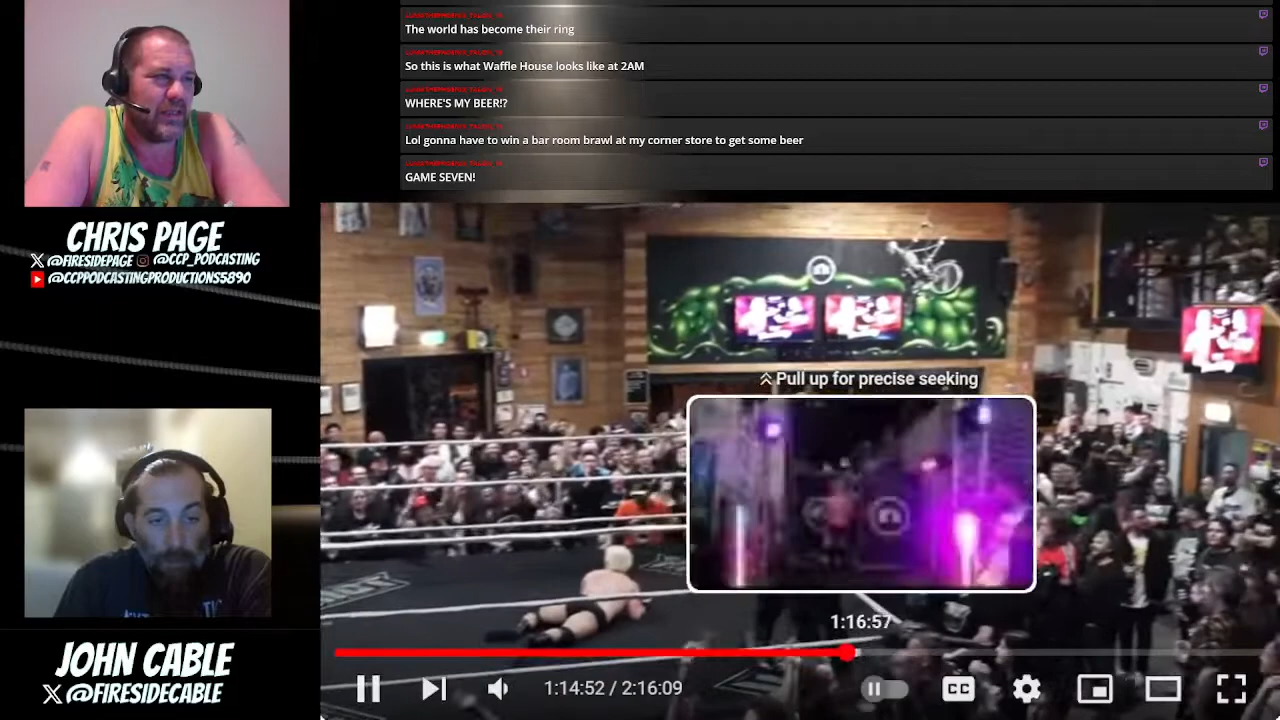 The world has become their ring
So this is what Waffle House looks like at 2AM
WHERE'S MY BEER!?
Lol gonna have to win a bar room brawl at my corner store to get some beer
GAME SEVEN!
CHRIS PAGE
@FIRESIDEPAGE @CCP_PODCASTING
@CCPPODCASTINGPRODUCTIONS5890
Pull up for precise seeking
1:16:57
JOHN CABLE
@FIRESIDECABLE
1:14:52 / 2:16:09
CC